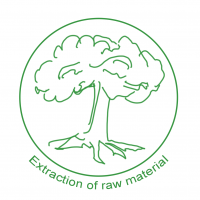 Extraction of raw material